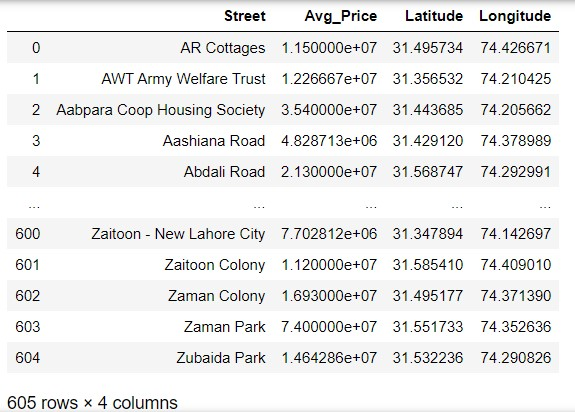 Street Avg_Price Latitude Longitude
0 AR Cottages 1.150000e+07 31.495734 74.426671
1 AWT Army Welfare Trust 1.226667e+07 31.356532 74.210425
2 Aabpara Coop Housing Society 3.540000e+07 31.443685 74.205662
3 Aashiana Road 4.828713e+06 31.429120 74.378989
4 Abdali Road 2.130000e+07 31.568747 74.292991
... ... ... ... ...
600 Zaitoon - New Lahore City 7.702812e+06 31.347894 74.142697
601 Zaitoon Colony 1.120000e+07 31.585410 74.409010
602 Zaman Colony 1.693000e+07 31.495177 74.371390
603 Zaman Park 7.400000e+07 31.551733 74.352636
604 Zubaida Park 1.464286e+07 31.532236 74.290826
605 rows × 4 columns